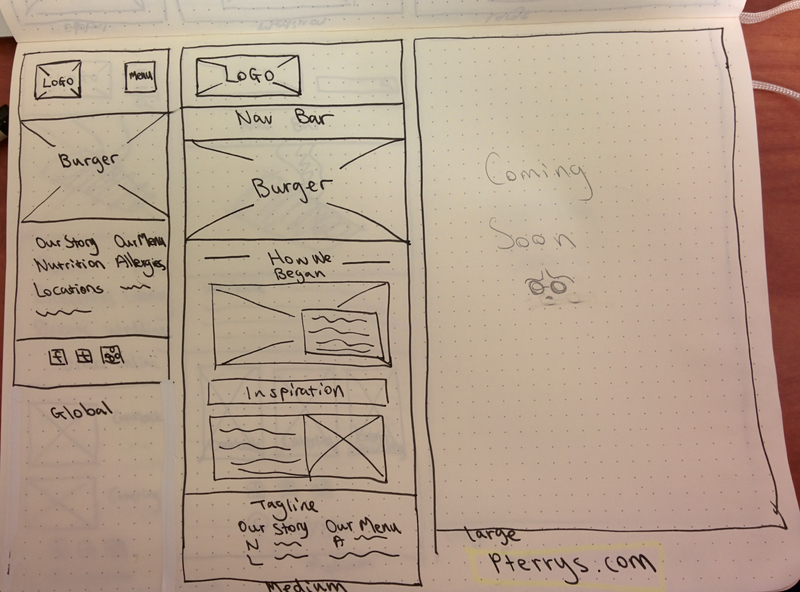 LOGO
Menu
Burger
Our Story Our Menu
Nutrition Allergies
Locations
f
Global
LOGO
Nav Bar
Burger
How We
Began
Inspiration
Tagline
Our Story Our Menu
N A
L
Medium
Coming
Soon
large
Pterrys.com